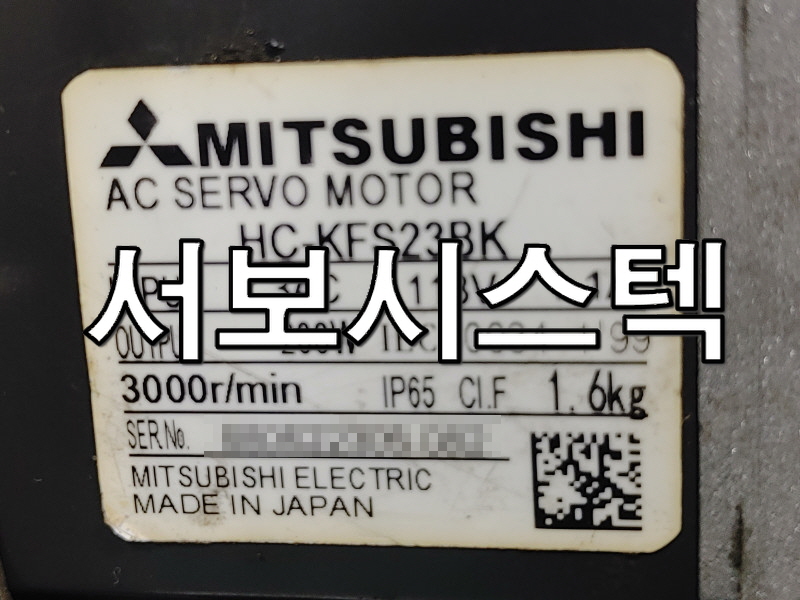 MITSUBISHI
AC SERVO MOTOR
HC-KFS23BK
서보시스텍
3000r/min IP65 CI.F 1.6kg
SER No.
MITSUBISHI ELECTRIC
MADE IN JAPAN